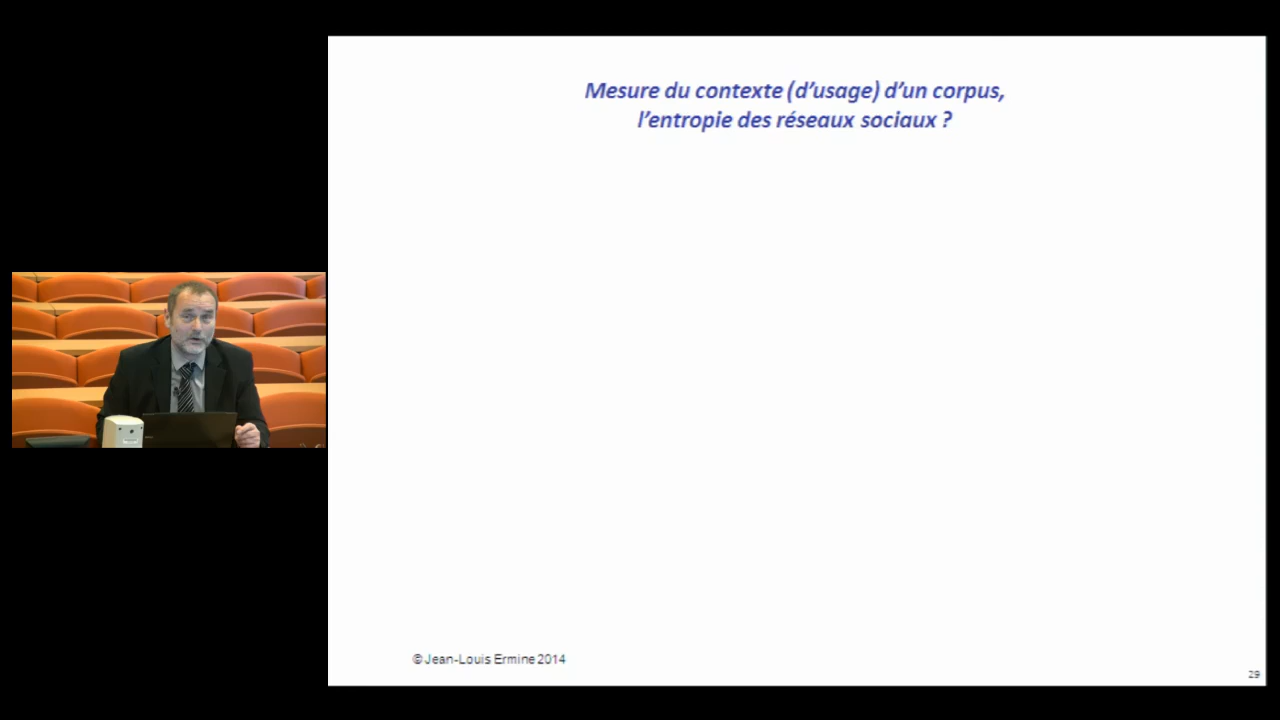 Mesure du contexte (d'usage) d'un corpus,
l'entropie des réseaux sociaux ?
© Jean-Louis Ermine 2014
29